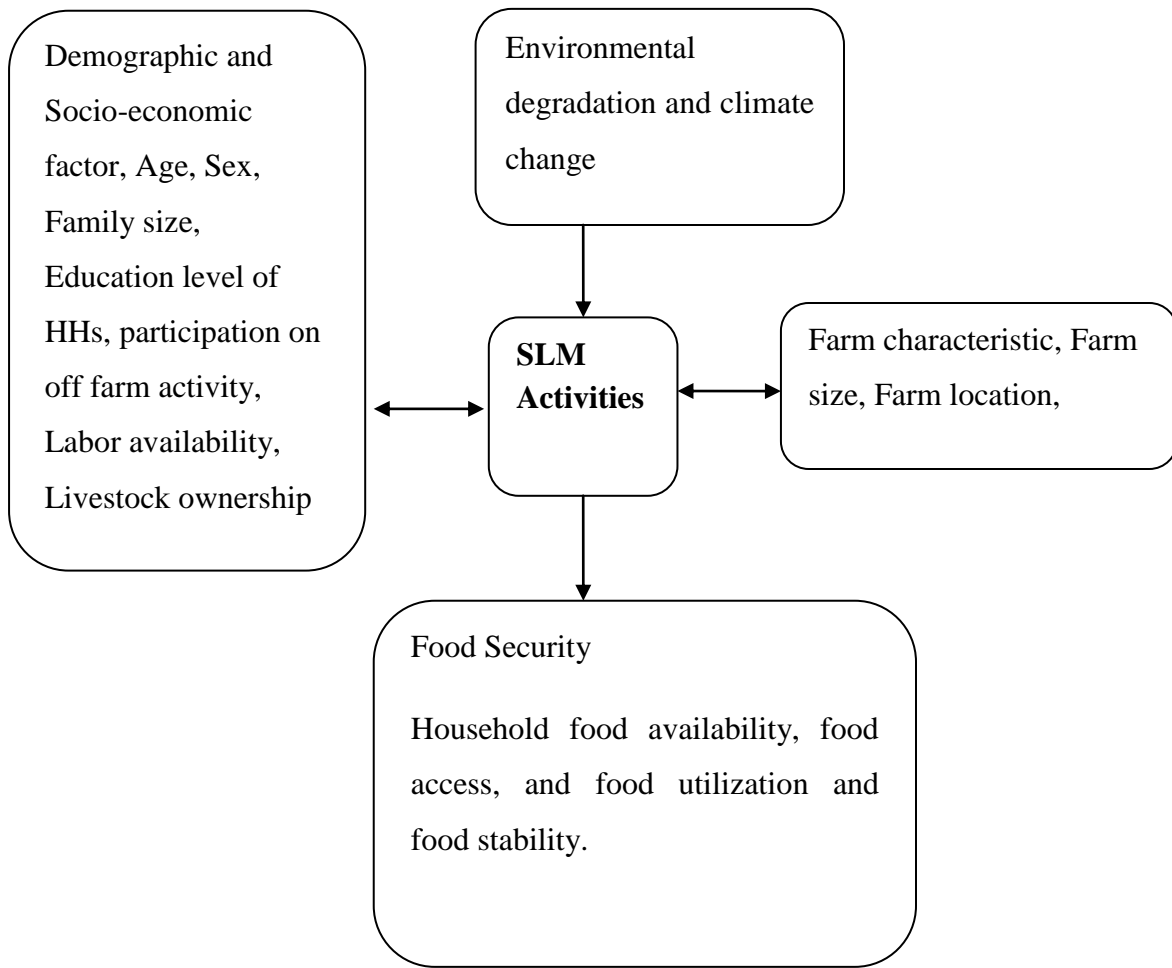 Demographic and
Socio-economic
factor, Age, Sex,
Family size,
Education level of
HHs, participation on
off farm activity,
Labor availability,
Livestock ownership
Environmental
degradation and climate
change
SLM
Activities
Farm characteristic, Farm
size, Farm location,
Food Security
Household food availability, food
access, and food utilization and
food stability.